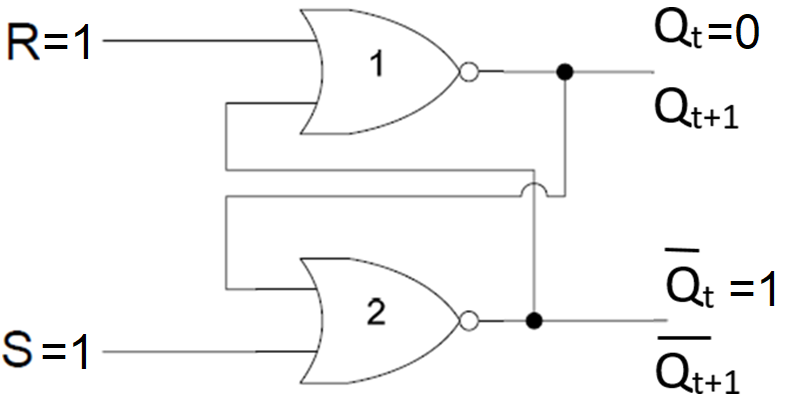 R=1
1
Qₜ=0
Qₜ₊₁
2
Q̅ₜ =1
S=1
Q̅ₜ₊₁